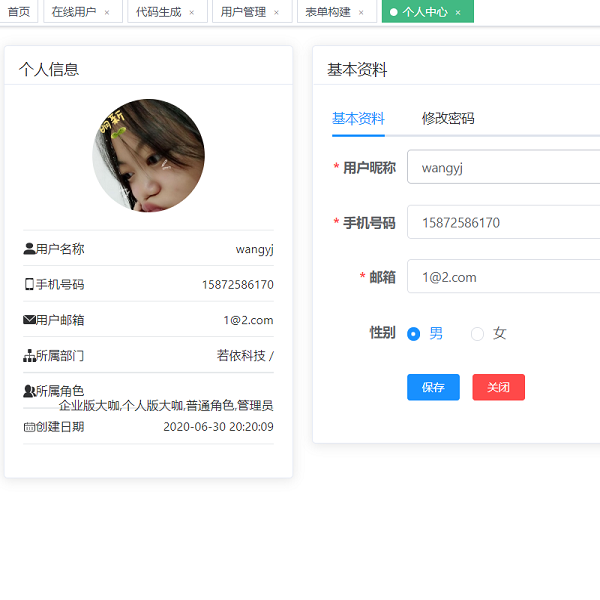 首页 在线用户 × 代码生成 × 用户管理 × 表单构建 × 个人中心 ×
个人信息
萌新
用户名称 wangyj
手机号码 15872586170
用户邮箱 1@2.com
所属部门 若依科技 /
所属角色
企业版大咖,个人版大咖,普通角色,管理员
创建日期 2020-06-30 20:20:09
基本资料
基本资料 修改密码
* 用户昵称 wangyj
* 手机号码 15872586170
* 邮箱 1@2.com
性别 男 女
保存 关闭